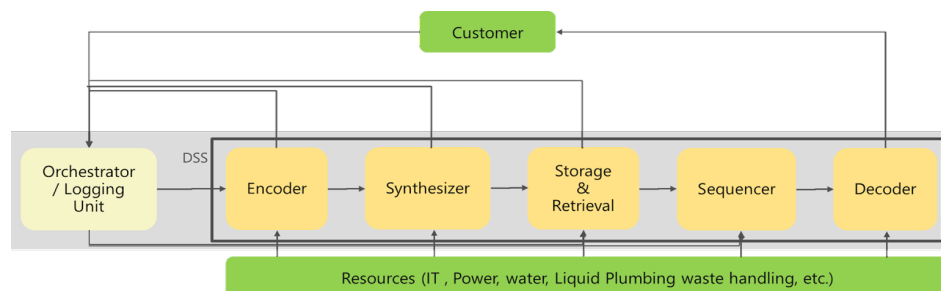 Customer
DSS
Orchestrator
/ Logging
Unit
Encoder
Synthesizer
Storage
&
Retrieval
Sequencer
Decoder
Resources (IT , Power, water, Liquid Plumbing waste handling, etc.)